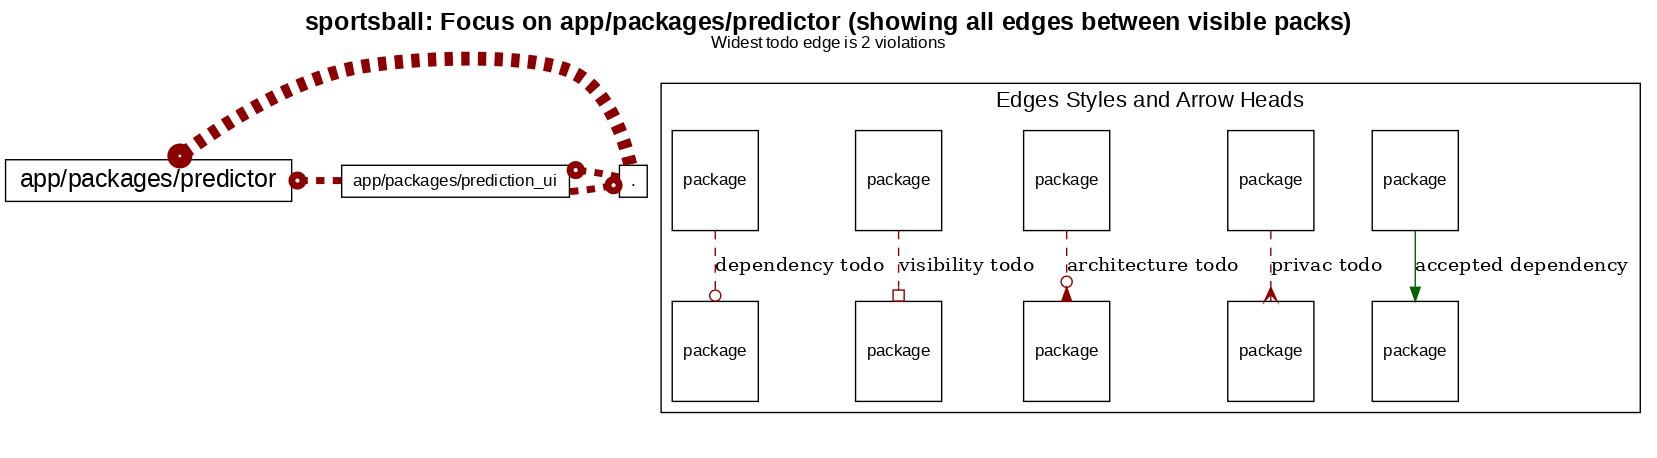 sportsball: Focus on app/packages/predictor (showing all edges between visible packs)
Widest todo edge is 2 violations
app/packages/predictor
app/packages/prediction_ui
.
Edges Styles and Arrow Heads
package
package
package
package
package
dependency todo
visibility todo
architecture todo
privac todo
accepted dependency
package
package
package
package
package